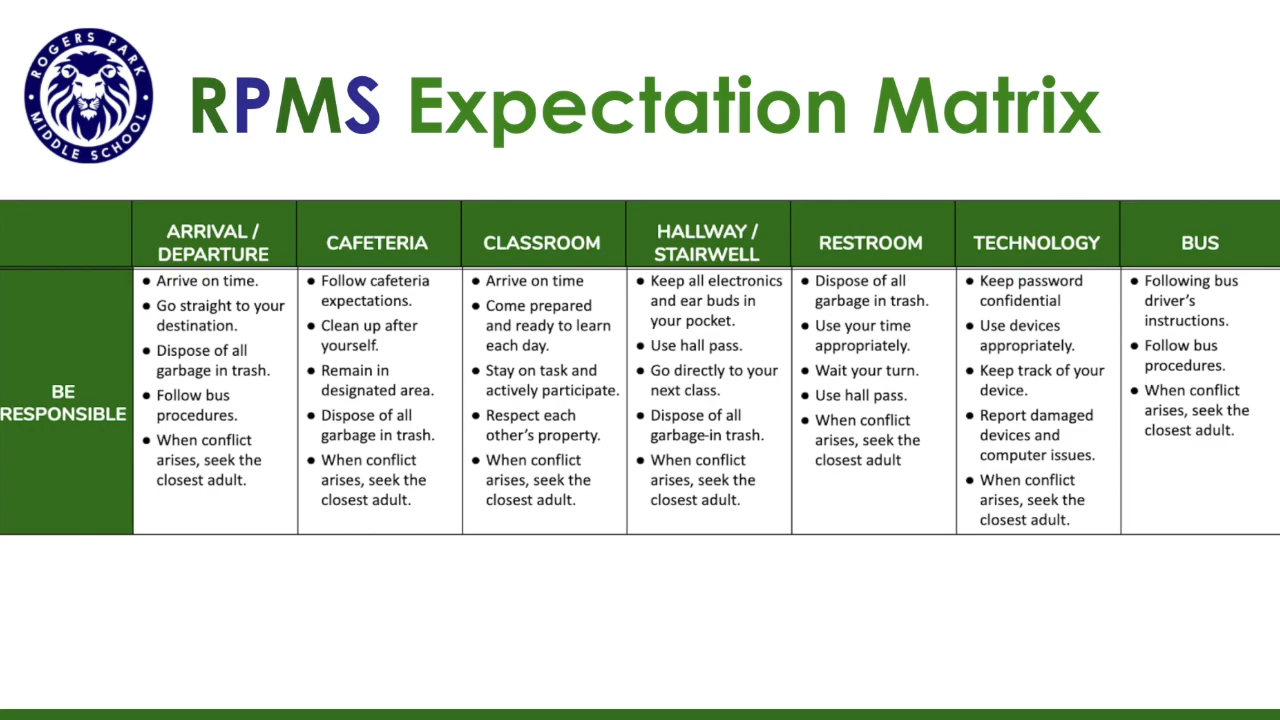 ROGERS PARK
MIDDLE SCHOOL
RPMS Expectation Matrix
ARRIVAL /
DEPARTURE
CAFETERIA
CLASSROOM
HALLWAY /
STAIRWELL
RESTROOM
TECHNOLOGY
BUS
BE
RESPONSIBLE
● Arrive on time.
● Go straight to your
destination.
● Dispose of all
garbage in trash.
● Follow bus
procedures.
● When conflict
arises, seek the
closest adult.
● Follow cafeteria
expectations.
● Clean up after
yourself.
● Remain in
designated area.
● Dispose of all
garbage in trash.
● When conflict
arises, seek the
closest adult.
● Arrive on time
● Come prepared
and ready to learn
each day.
● Stay on task and
actively participate.
● Respect each
other's property.
● When conflict
arises, seek the
closest adult.
● Keep all electronics
and ear buds in
your pocket.
● Use hall pass.
● Go directly to your
next class.
● Dispose of all
garbage-in trash.
● When conflict
arises, seek the
closest adult.
● Dispose of all
garbage in trash.
● Use your time
appropriately.
● Wait your turn.
● Use hall pass.
● When conflict
arises, seek the
closest adult
● Keep password
confidential
● Use devices
appropriately.
● Keep track of your
device.
● Report damaged
devices and
computer issues.
● When conflict
arises, seek the
closest adult.
● Following bus
driver's
instructions.
● Follow bus
procedures.
● When conflict
arises, seek the
closest adult.